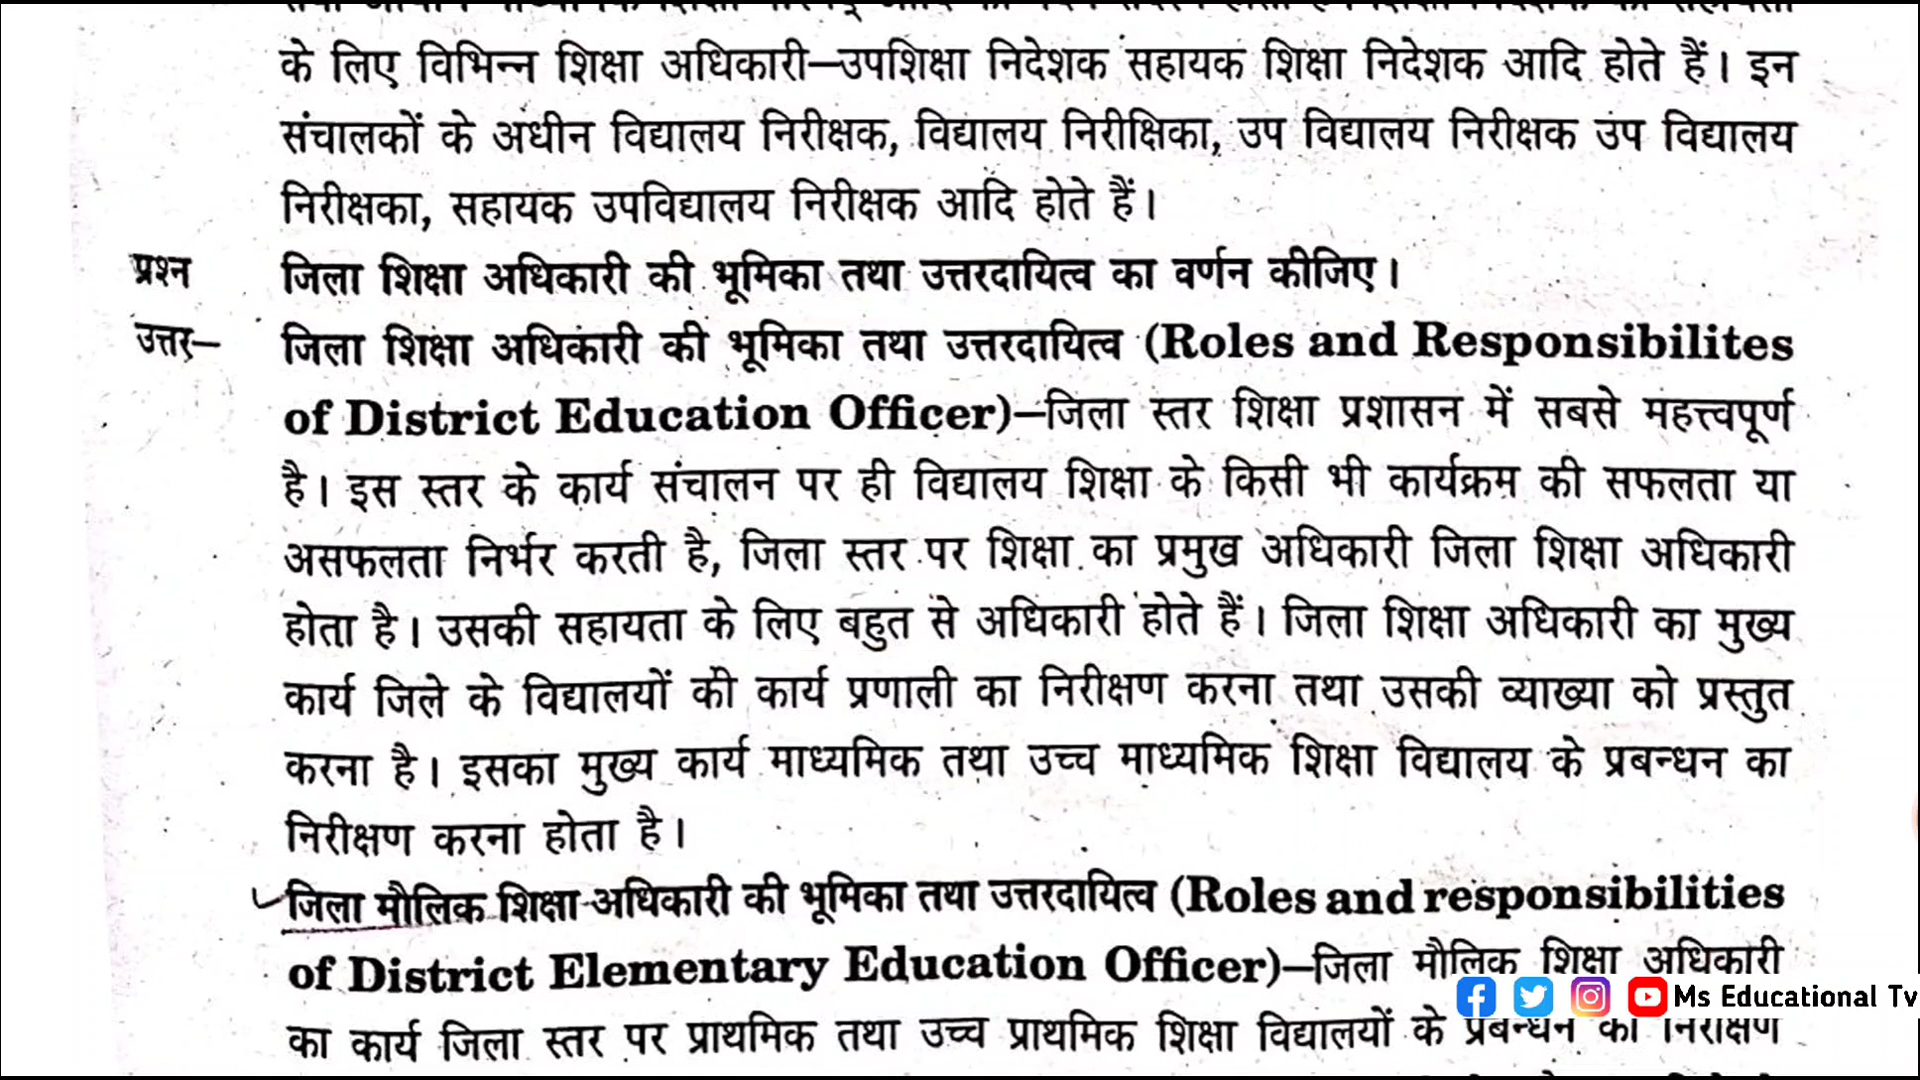 के लिए विभिन्न शिक्षा अधिकारी—उपशिक्षा निदेशक सहायक शिक्षा निदेशक आदि होते हैं। इन
संचालकों के अधीन विद्यालय निरीक्षक, विद्यालय निरीक्षिका, उप विद्यालय निरीक्षक उप विद्यालय
निरीक्षका, सहायक उपविद्यालय निरीक्षक आदि होते हैं।
प्रश्न जिला शिक्षा अधिकारी की भूमिका तथा उत्तरदायित्व का वर्णन कीजिए।
उत्तर— जिला शिक्षा अधिकारी की भूमिका तथा उत्तरदायित्व (Roles and Responsibilites
of District Education Officer)—जिला स्तर शिक्षा प्रशासन में सबसे महत्त्वपूर्ण
है। इस स्तर के कार्य संचालन पर ही विद्यालय शिक्षा के किसी भी कार्यक्रम की सफलता या
असफलता निर्भर करती है, जिला स्तर पर शिक्षा का प्रमुख अधिकारी जिला शिक्षा अधिकारी
होता है। उसकी सहायता के लिए बहुत से अधिकारी होते हैं। जिला शिक्षा अधिकारी का मुख्य
कार्य जिले के विद्यालयों की कार्य प्रणाली का निरीक्षण करना तथा उसकी व्याख्या को प्रस्तुत
करना है। इसका मुख्य कार्य माध्यमिक तथा उच्च माध्यमिक शिक्षा विद्यालय के प्रबन्धन का
निरीक्षण करना होता है।
जिला मौलिक शिक्षा अधिकारी की भूमिका तथा उत्तरदायित्व (Roles and responsibilities
of District Elementary Education Officer)—जिला मौलिक शिक्षा अधिकारी
Ms Educational Tv
का कार्य जिला स्तर पर प्राथमिक तथा उच्च प्राथमिक शिक्षा विद्यालयों के प्रबन्धन का निरीक्षण